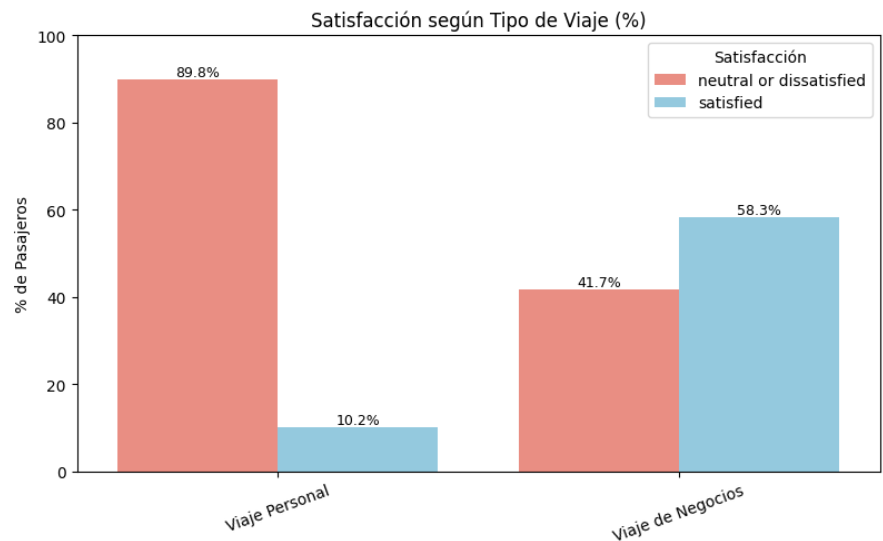 Satisfacción según Tipo de Viaje (%)
Satisfacción
neutral or dissatisfied
satisfied
% de Pasajeros
100
80
60
40
20
0
89.8%
10.2%
41.7%
58.3%
Viaje Personal
Viaje de Negocios